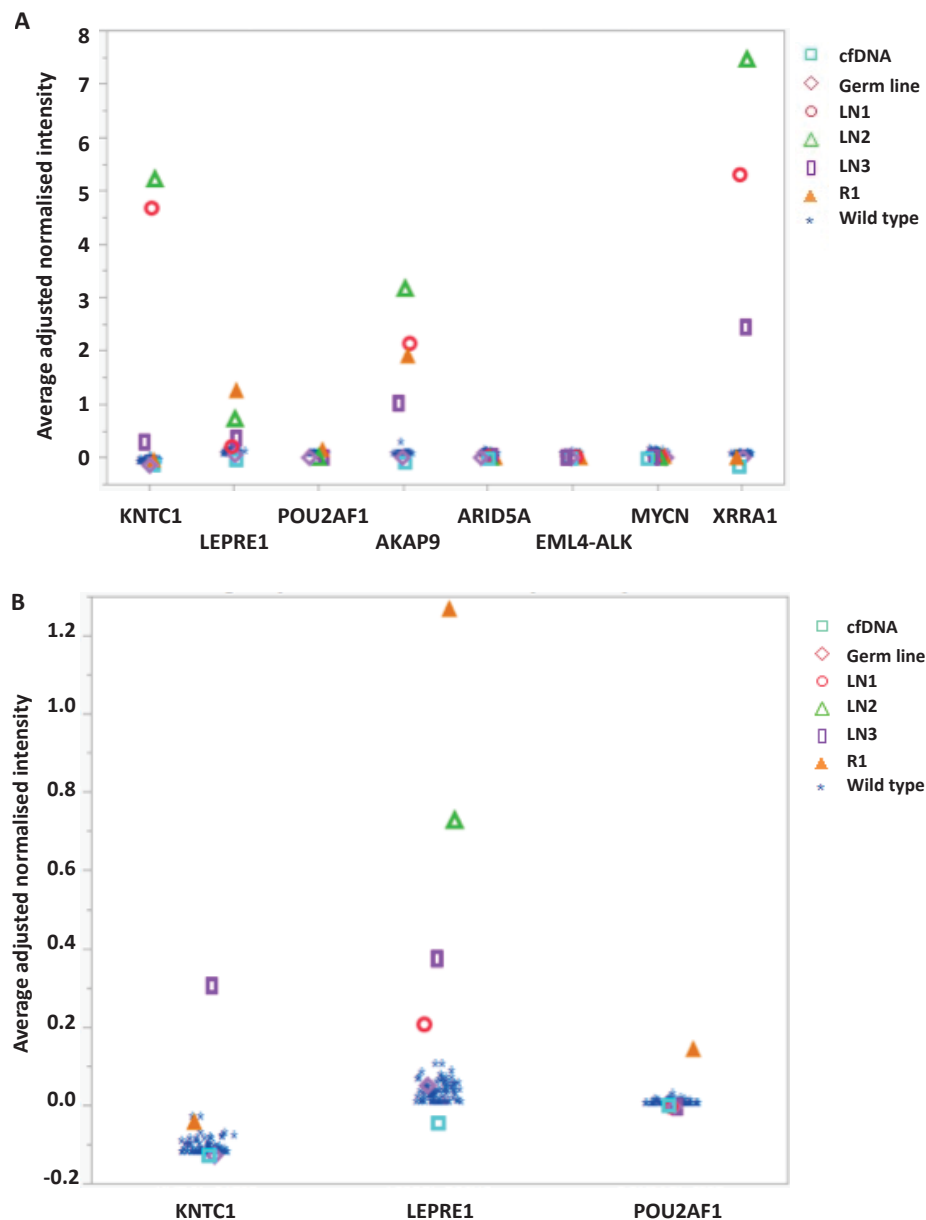 A
Average adjusted normalised intensity
8
7
6
5
4
3
2
1
0
KNTC1
LEPRE1
POU2AF1
AKAP9
ARID5A
EML4-ALK
MYCN
XRRA1
cfDNA
Germ line
LN1
LN2
LN3
R1
Wild type
B
Average adjusted normalised intensity
1.2
1.0
0.8
0.6
0.4
0.2
0.0
-0.2
KNTC1
LEPRE1
POU2AF1
cfDNA
Germ line
LN1
LN2
LN3
R1
Wild type